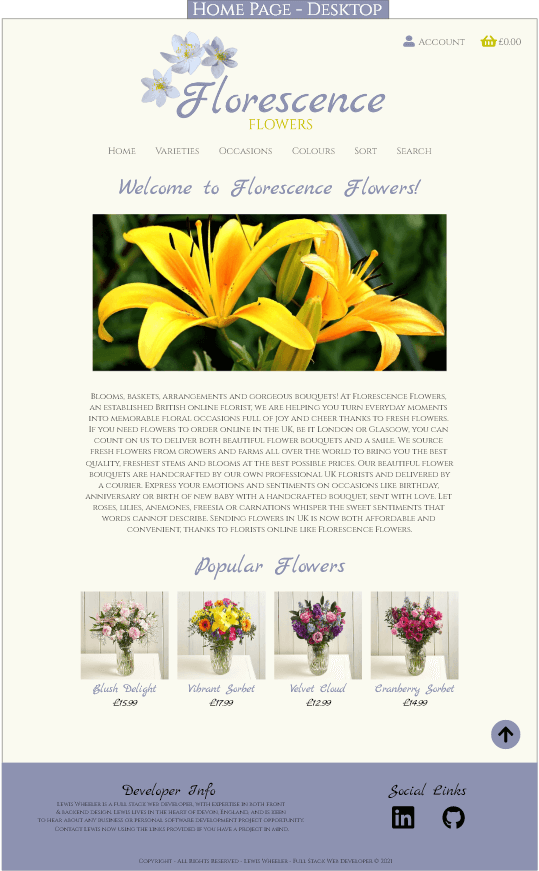 Home Page - Desktop
Account £0.00
Florescence
FLOWERS
Home Varieties Occasions Colours Sort Search
Welcome to Florescence Flowers!
Blooms, baskets, arrangements and gorgeous bouquets! At Florescence Flowers,
an established British online florist, we are helping you turn everyday moments
into memorable floral occasions full of joy and cheer thanks to fresh flowers.
If you need flowers to order online in the UK, be it London or Glasgow, you can
count on us to deliver both beautiful flower bouquets and a smile. We source
fresh flowers from growers and farms all over the world to bring you the best
quality, freshest stems and blooms at the best possible prices. Our beautiful flower
bouquets are handcrafted by our own professional UK florists and delivered by
a courier. Express your emotions and sentiments on occasions like birthday,
anniversary or birth of new baby with a handcrafted bouquet, sent with love. Let
roses, lilies, anemones, freesia or carnations whisper the sweet sentiments that
words cannot describe. Sending flowers in UK is now both affordable and
convenient, thanks to florists online like Florescence Flowers.
Popular Flowers
Blush Delight Vibrant Sorbet Velvet Cloud Cranberry Sorbet
£15.99 £17.99 £12.99 £14.99
Developer Info Social Links
Lewis Wheeler is a full stack web developer, with expertise in both front
& backend design. Lewis lives in the heart of Devon, England, and is keen
to hear about any business or personal software development project opportunity.
Contact Lewis now using the links provided if you have a project in mind.
Copyright - All Rights Reserved - Lewis Wheeler - Full Stack Web Developer © 2021